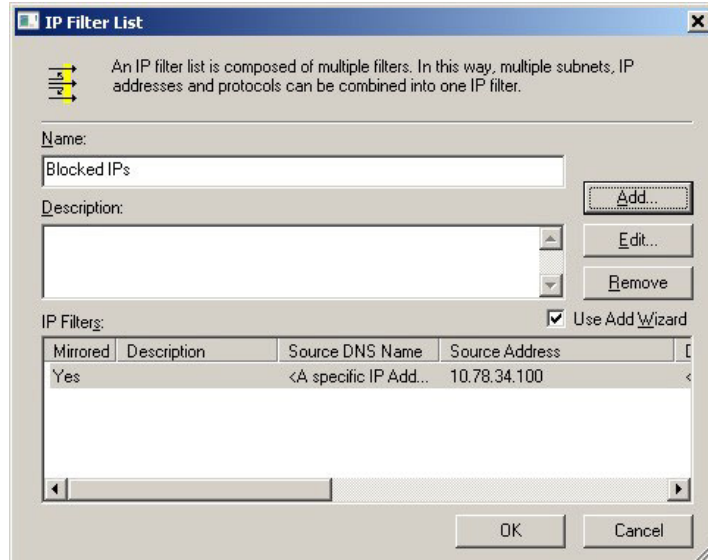 IP Filter List
An IP filter list is composed of multiple filters. In this way, multiple subnets, IP
addresses and protocols can be combined into one IP filter.
Name:
Blocked IPs
Add...
Description:
Edit...
Remove
IP Filters:
Use Add Wizard
Mirrored Description Source DNS Name Source Address
Yes <A specific IP Add... 10.78.34.100 <
OK Cancel